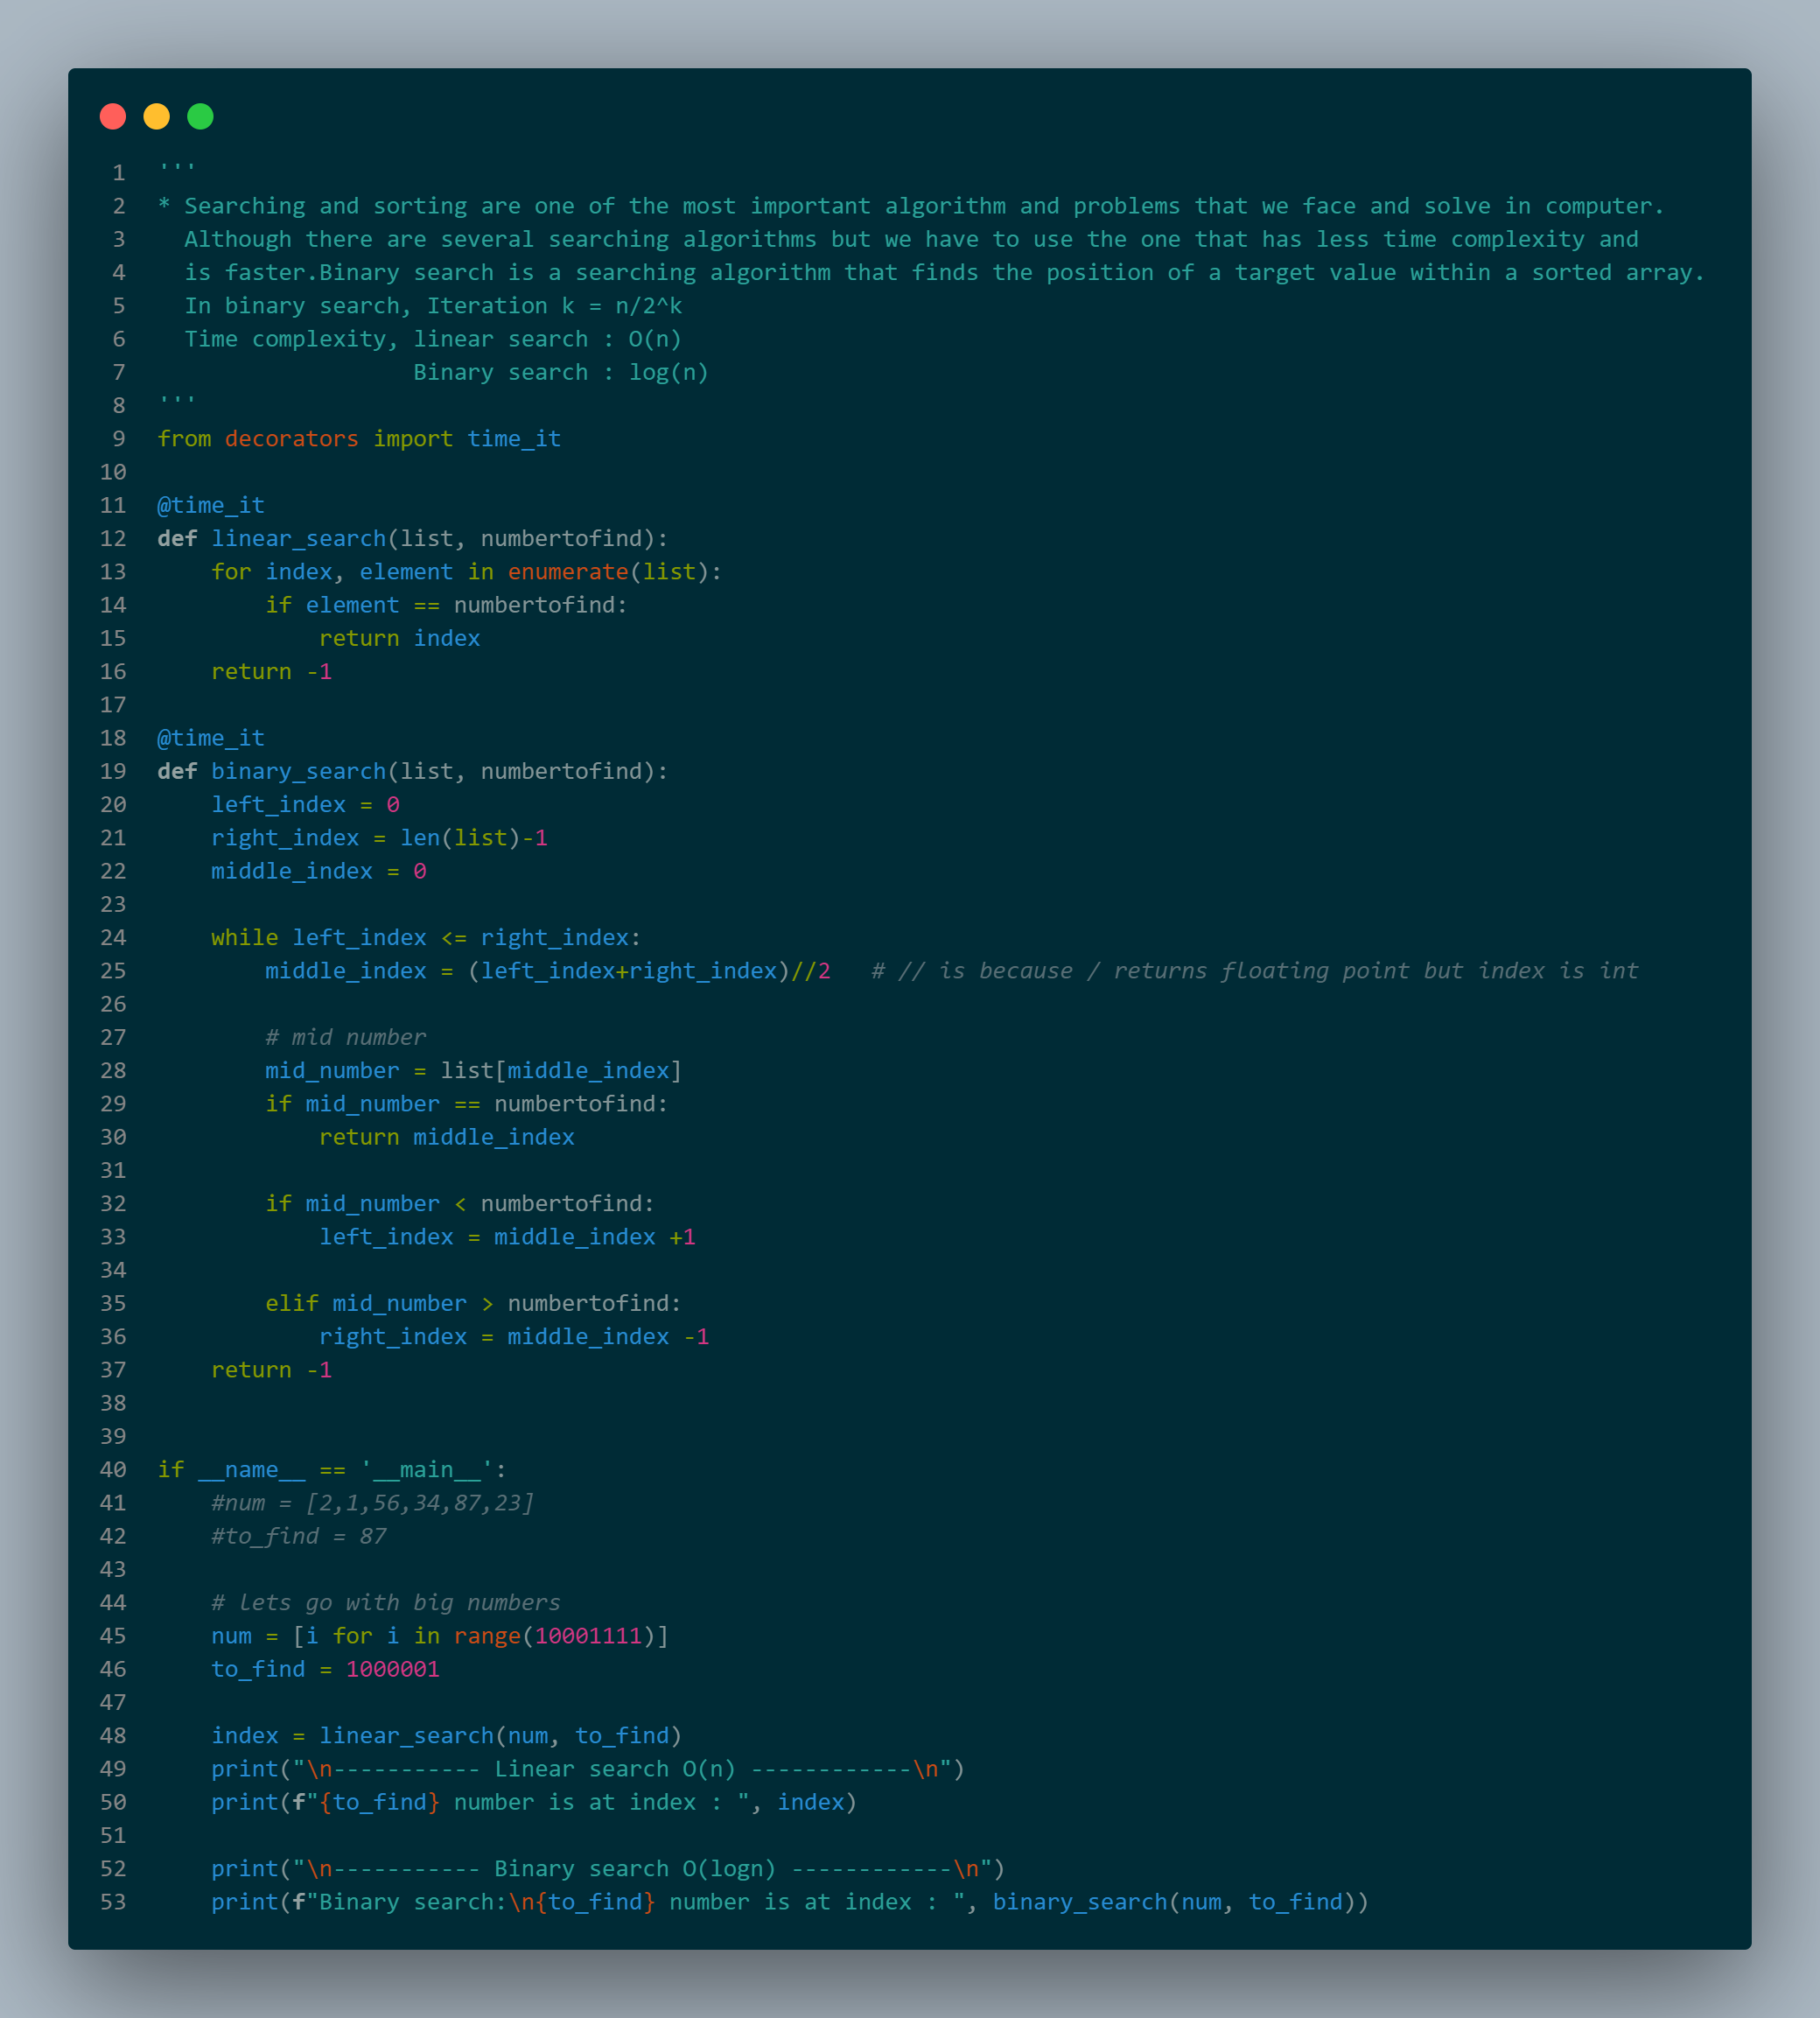 1 '''
2 * Searching and sorting are one of the most important algorithm and problems that we face and solve in computer.
3   Although there are several searching algorithms but we have to use the one that has less time complexity and
4   is faster.Binary search is a searching algorithm that finds the position of a target value within a sorted array.
5   In binary search, Iteration k = n/2^k
6   Time complexity, linear search : O(n)
7                    Binary search : log(n)
8 '''
9 from decorators import time_it
10
11 @time_it
12 def linear_search(list, numbertofind):
13     for index, element in enumerate(list):
14         if element == numbertofind:
15             return index
16     return -1
17
18 @time_it
19 def binary_search(list, numbertofind):
20     left_index = 0
21     right_index = len(list)-1
22     middle_index = 0
23
24     while left_index <= right_index:
25         middle_index = (left_index+right_index)//2   # // is because / returns floating point but index is int
26
27         # mid number
28         mid_number = list[middle_index]
29         if mid_number == numbertofind:
30             return middle_index
31
32         if mid_number < numbertofind:
33             left_index = middle_index +1
34
35         elif mid_number > numbertofind:
36             right_index = middle_index -1
37     return -1
38
39
40 if __name__ == '__main__':
41     #num = [2,1,56,34,87,23]
42     #to_find = 87
43
44     # lets go with big numbers
45     num = [i for i in range(10001111)]
46     to_find = 1000001
47
48     index = linear_search(num, to_find)
49     print("\n----------- Linear search O(n) ------------\n")
50     print(f"{to_find} number is at index : ", index)
51
52     print("\n----------- Binary search O(logn) ------------\n")
53     print(f"Binary search:\n{to_find} number is at index : ", binary_search(num, to_find))